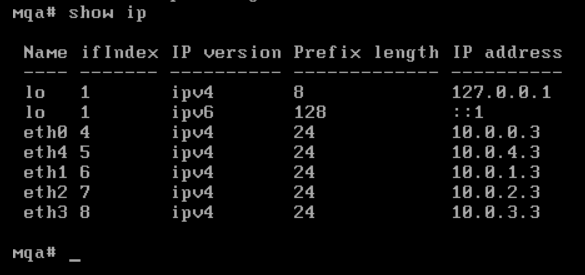 mqa# show ip
Name ifIndex IP version Prefix length IP address
---- ------- ---------- ------------- ----------
lo 1 ipv4 8 127.0.0.1
lo 1 ipv6 128 ::1
eth0 4 ipv4 24 10.0.0.3
eth4 5 ipv4 24 10.0.4.3
eth1 6 ipv4 24 10.0.1.3
eth2 7 ipv4 24 10.0.2.3
eth3 8 ipv4 24 10.0.3.3
mqa# _